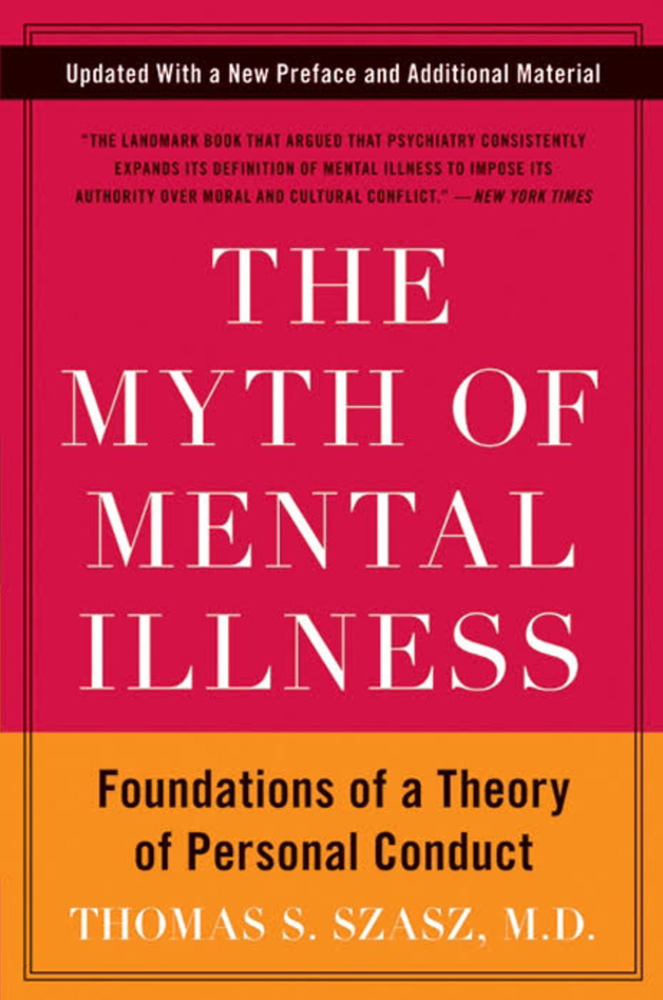 Updated With a New Preface and Additional Material
"THE LANDMARK BOOK THAT ARGUED THAT PSYCHIATRY CONSISTENTLY
EXPANDS ITS DEFINITION OF MENTAL ILLNESS TO IMPOSE ITS
AUTHORITY OVER MORAL AND CULTURAL CONFLICT." —NEW YORK TIMES
THE
MYTH OF
MENTAL
ILLNESS
Foundations of a Theory
of Personal Conduct
THOMAS S. SZASZ, M.D.